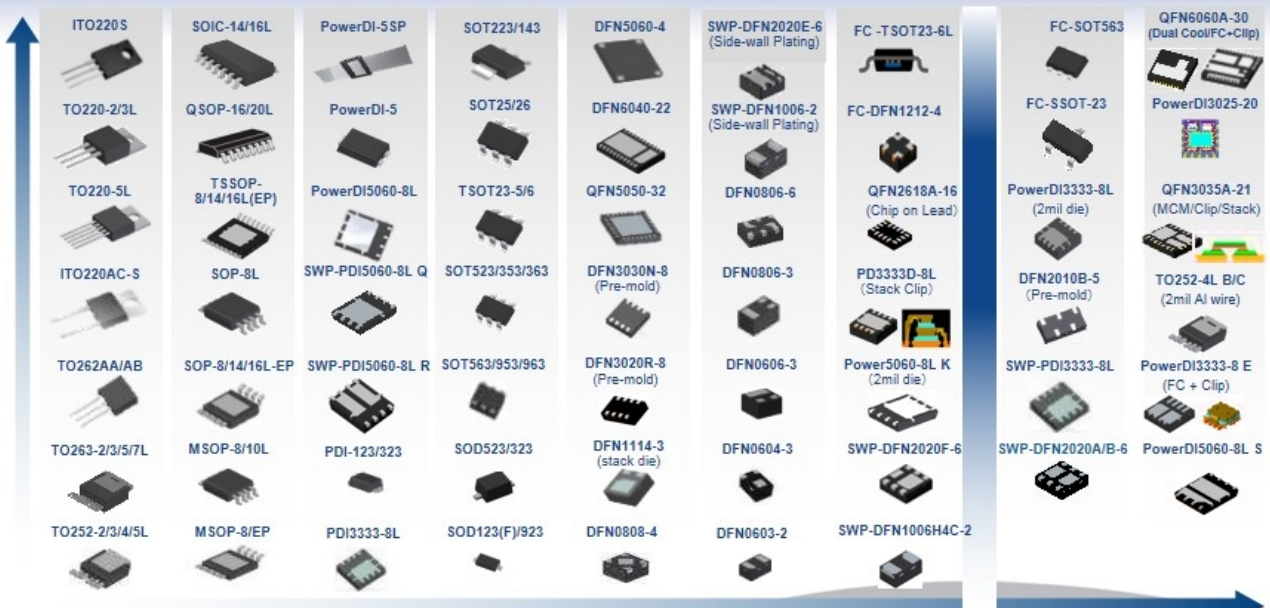 ITO220S
TO220-2/3L
TO220-5L
ITO220AC-S
TO262AA/AB
TO263-2/3/5/7L
TO252-2/3/4/5L
SOIC-14/16L
QSOP-16/20L
TSSOP-
8/14/16L(EP)
SOP-8L
SOP-8/14/16L-EP
MSOP-8/10L
MSOP-8/EP
PowerDI-5SP
PowerDI-5
PowerDI5060-8L
SWP-PDI5060-8L Q
SWP-PDI5060-8L R
PDI-123/323
PDI3333-8L
SOT223/143
SOT25/26
TSOT23-5/6
SOT523/353/363
SOT563/953/963
SOD523/323
SOD123(F)/923
DFN5060-4
DFN6040-22
QFN5050-32
DFN3030N-8
(Pre-mold)
DFN3020R-8
(Pre-mold)
DFN1114-3
(stack die)
DFN0808-4
SWP-DFN2020E-6
(Side-wall Plating)
SWP-DFN1006-2
(Side-wall Plating)
DFN0806-6
DFN0806-3
DFN0606-3
DFN0604-3
DFN0603-2
FC -TSOT23-6L
FC-DFN1212-4
QFN2618A-16
(Chip on Lead)
PD3333D-8L
(Stack Clip)
Power5060-8L K
(2mil die)
SWP-DFN2020F-6
SWP-DFN1006H4C-2
FC-SOT563
FC-SSOT-23
PowerDI3333-8L
(2mil die)
DFN2010B-5
(Pre-mold)
SWP-PDI3333-8L
SWP-DFN2020A/B-6
QFN6060A-30
(Dual Cool/FC+Clip)
PowerDI3025-20
QFN3035A-21
(MCM/Clip/Stack)
TO252-4L B/C
(2mil Al wire)
PowerDI3333-8 E
(FC + Clip)
PowerDI5060-8L S